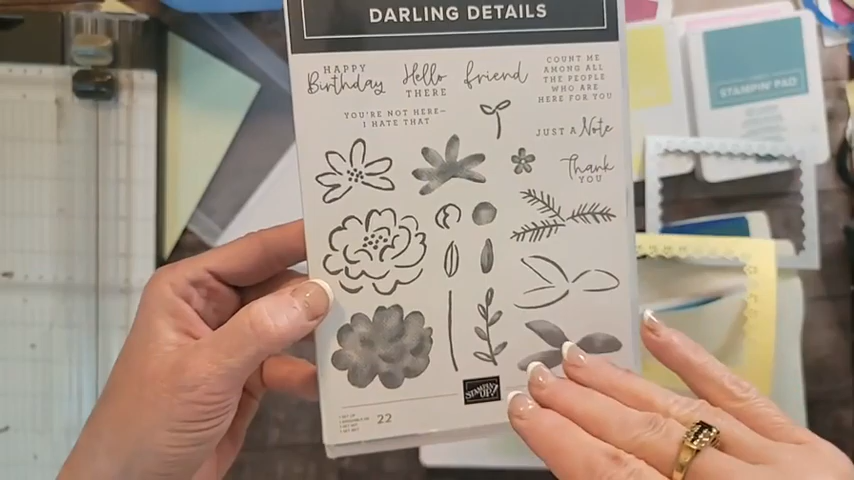 DARLING DETAILS
HAPPY
Birthday
Hello
THERE
friend
COUNT ME
AMONG ALL
THE PEOPLE
WHO ARE
HERE FOR YOU
YOU'RE NOT HERE–
I HATE THAT
JUST A Note
Thank
YOU
STAMPIN' UP!
22
STAMPIN' PAD